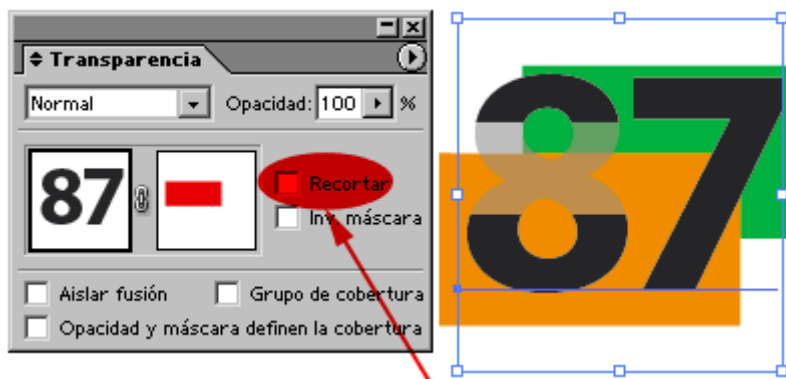 Transparencia
Normal Opacidad: 100 %
87
Recortar
Inv. máscara
Aislar fusión Grupo de cobertura
Opacidad y máscara definen la cobertura
87